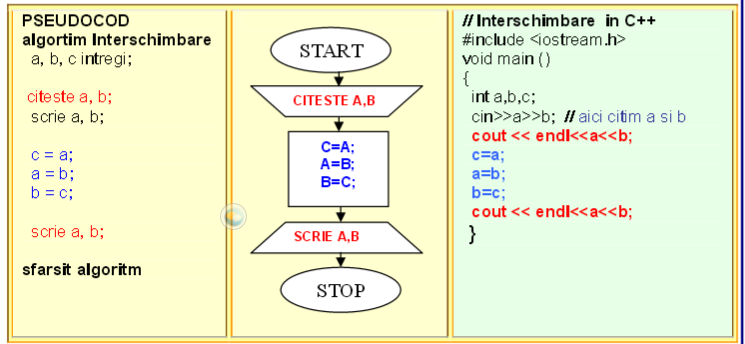 PSEUDOCOD
algortim Interschimbare
a, b, c intregi;
citeste a, b;
scrie a, b;
c = a;
a = b;
b = c;
scrie a, b;
sfarsit algoritm
START
CITESTE A,B
C=A;
A=B;
B=C;
SCRIE A,B
STOP
// Interschimbare in C++
#include <iostream.h>
void main ()
{
int a,b,c;
cin>>a>>b; // aici citim a si b
cout << endl<<a<<b;
c=a;
a=b;
b=c;
cout << endl<<a<<b;
}